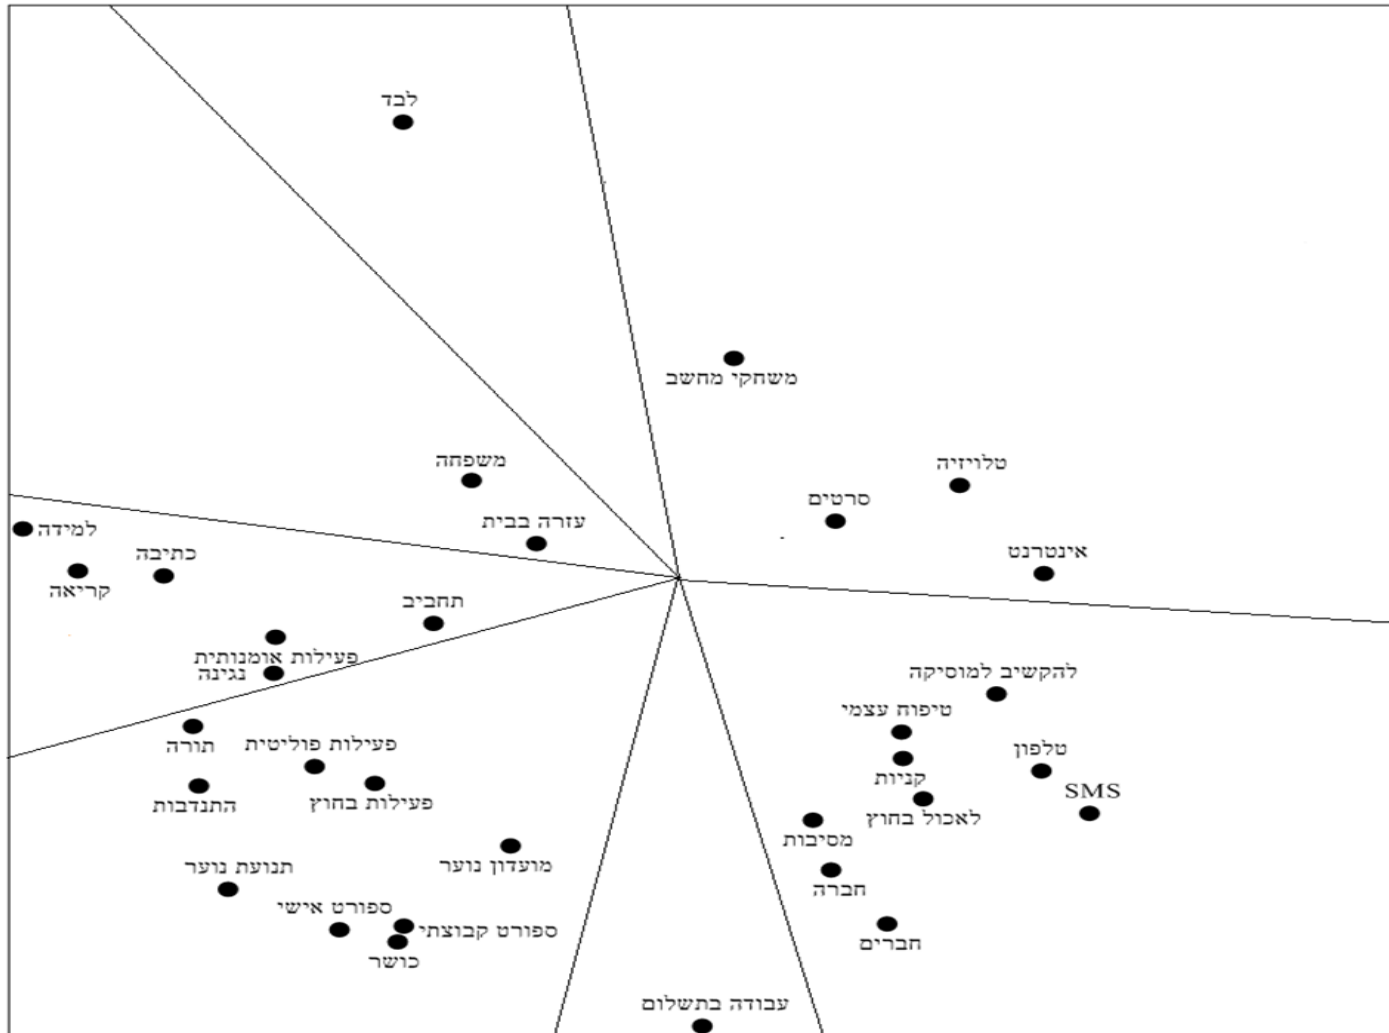 לבד
משחקי מחשב
משפחה
טלויזיה
סרטים
עזרה בבית
למידה
כתיבה
אינטרנט
קריאה
תחביב
פעילות אומנותית
נגינה
להקשיב למוסיקה
טיפוח עצמי
תורה
פעילות פוליטית
טלפון
קניות
התנדבות
פעילות בחוץ
SMS
לאכול בחוץ
מסיבות
תנועת נוער
מועדון נוער
חברה
ספורט אישי
ספורט קבוצתי
חברים
כושר
עבודה בתשלום